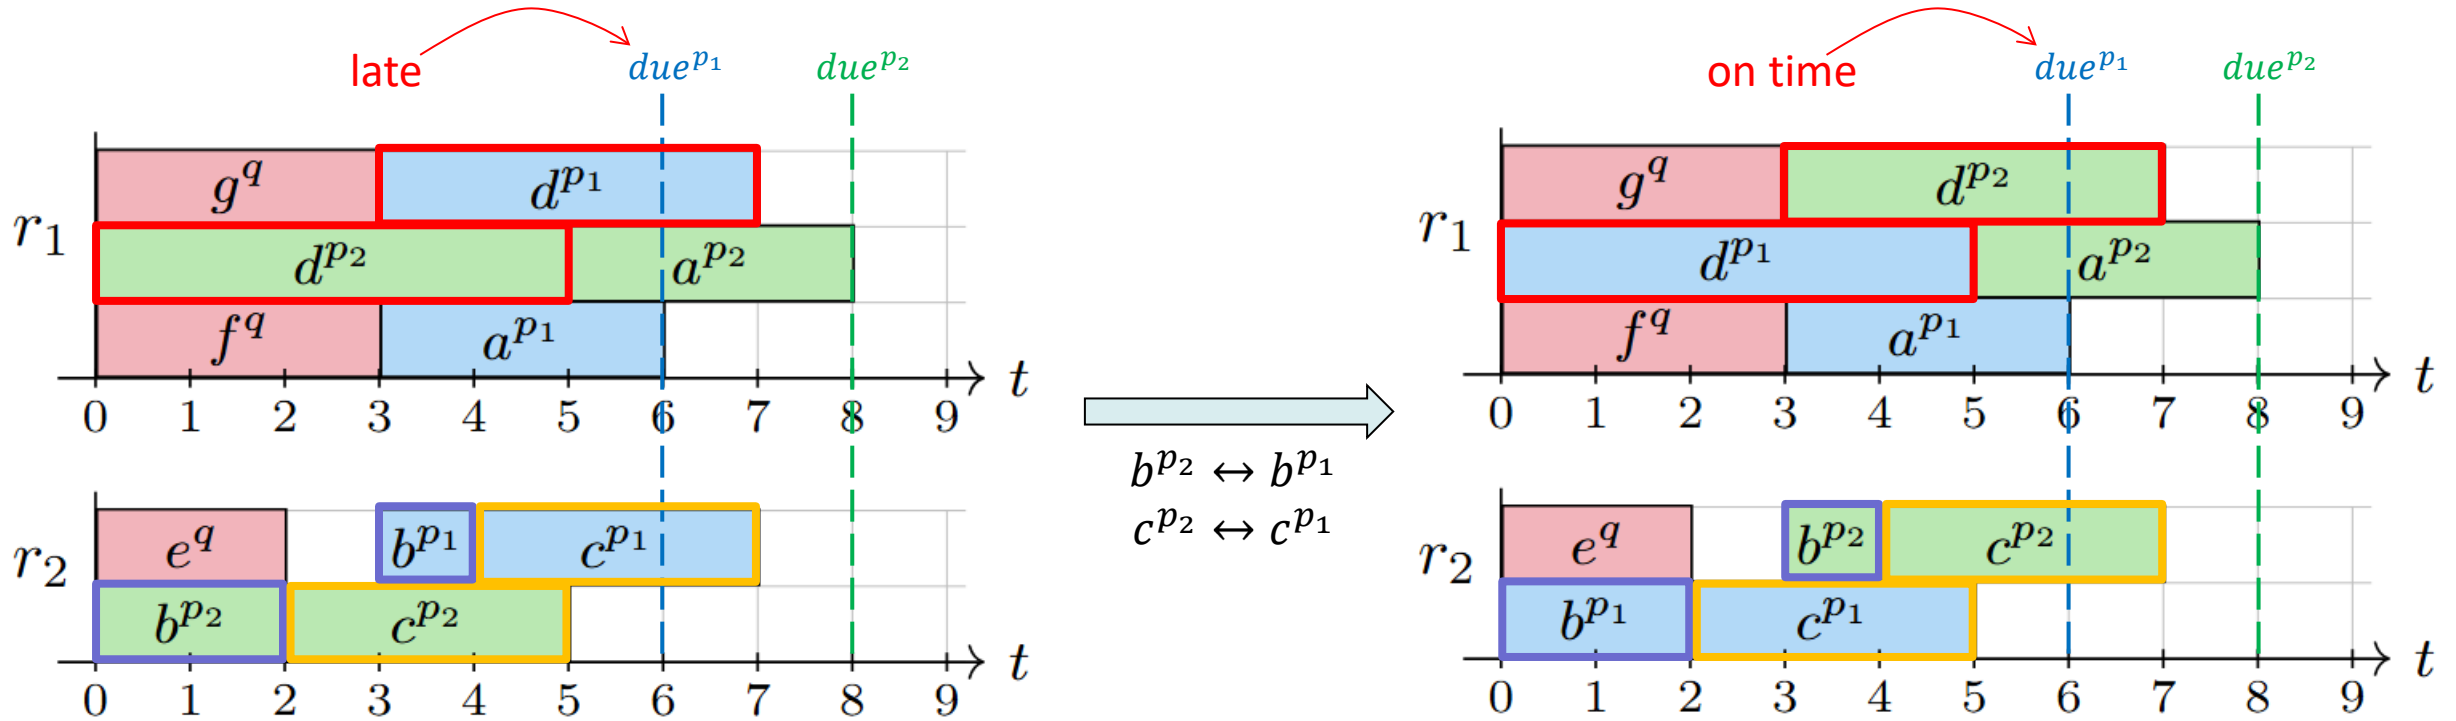 late
due^{p_1} due^{p_2}
g^q d^{p_1}
r_1
d^{p_2} a^{p_2}
f^q a^{p_1}
t
0 1 2 3 4 5 6 7 8 9
e^q b^{p_1} c^{p_1}
r_2
b^{p_2} c^{p_2}
t
0 1 2 3 4 5 6 7 8 9
b^{p_2} ↔ b^{p_1}
c^{p_2} ↔ c^{p_1}
on time
due^{p_1} due^{p_2}
g^q d^{p_2}
r_1
d^{p_1} a^{p_2}
f^q a^{p_1}
t
0 1 2 3 4 5 6 7 8 9
e^q b^{p_2} c^{p_2}
r_2
b^{p_1} c^{p_1}
t
0 1 2 3 4 5 6 7 8 9